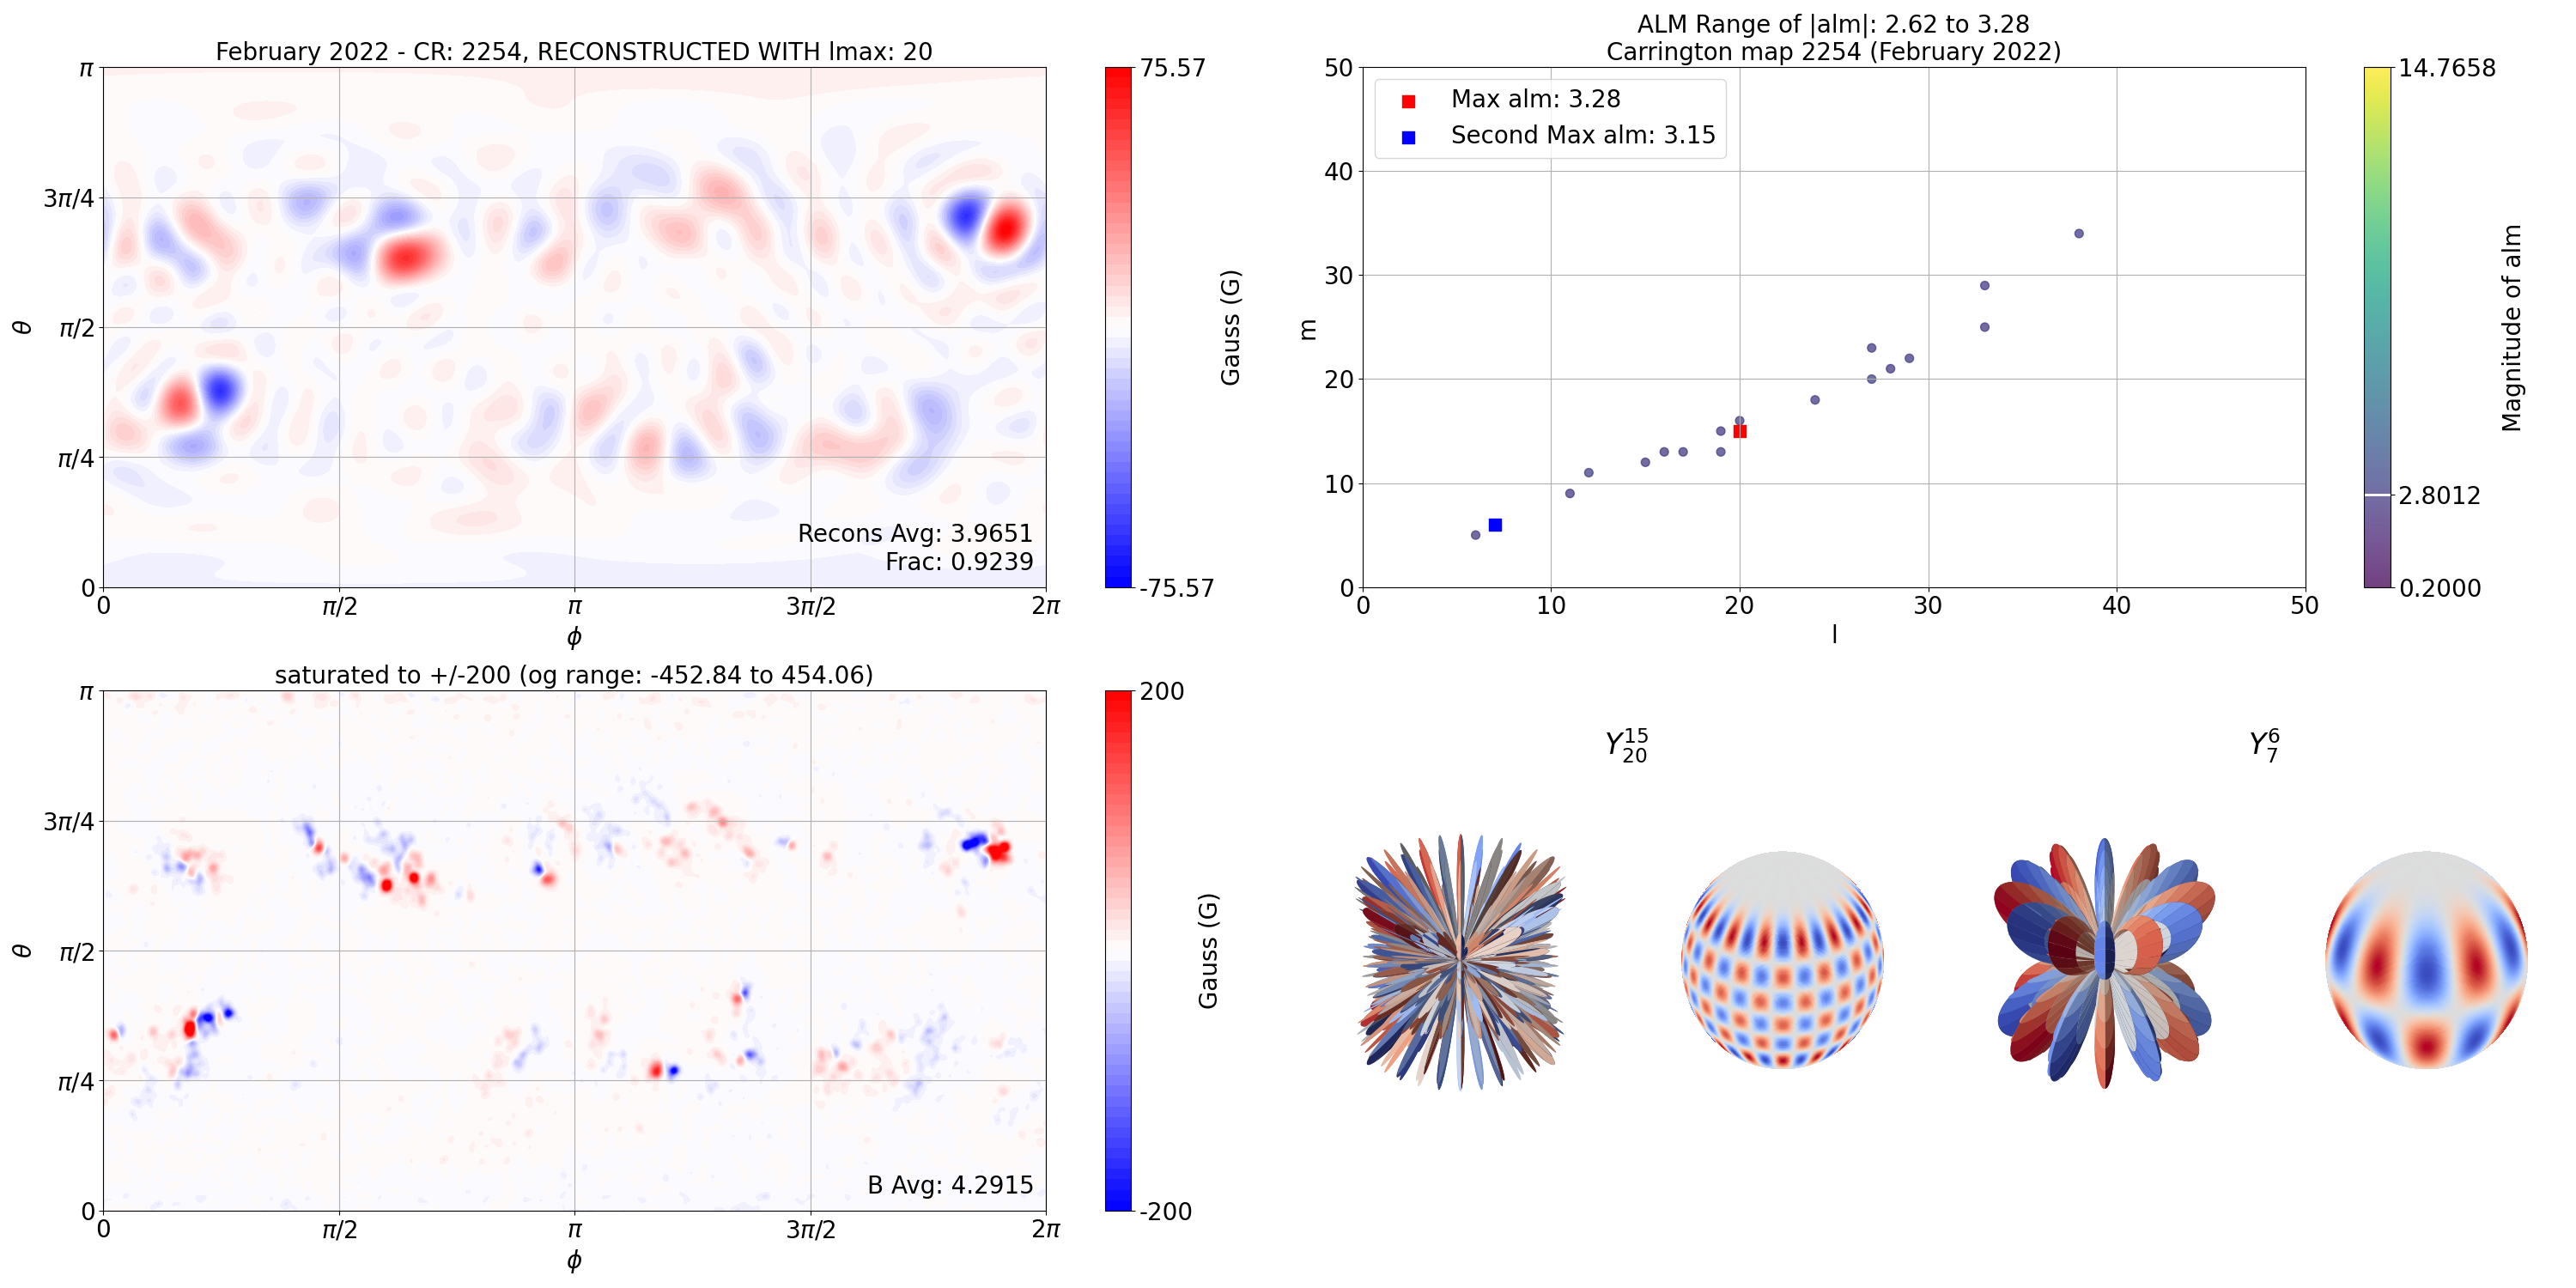 February 2022 - CR: 2254, RECONSTRUCTED WITH lmax: 20
π
3π/4
π/2
π/4
0
θ
0 π/2 π 3π/2 2π
ϕ
Recons Avg: 3.9651
Frac: 0.9239
75.57
-75.57
Gauss (G)
ALM Range of |alm|: 2.62 to 3.28
Carrington map 2254 (February 2022)
Max alm: 3.28
Second Max alm: 3.15
50
40
30
20
10
0
m
0 10 20 30 40 50
l
14.7658
2.8012
0.2000
Magnitude of alm
saturated to +/-200 (og range: -452.84 to 454.06)
π
3π/4
π/2
π/4
0
θ
0 π/2 π 3π/2 2π
ϕ
B Avg: 4.2915
200
-200
Gauss (G)
Y_{20}^{15}
Y_{7}^{6}